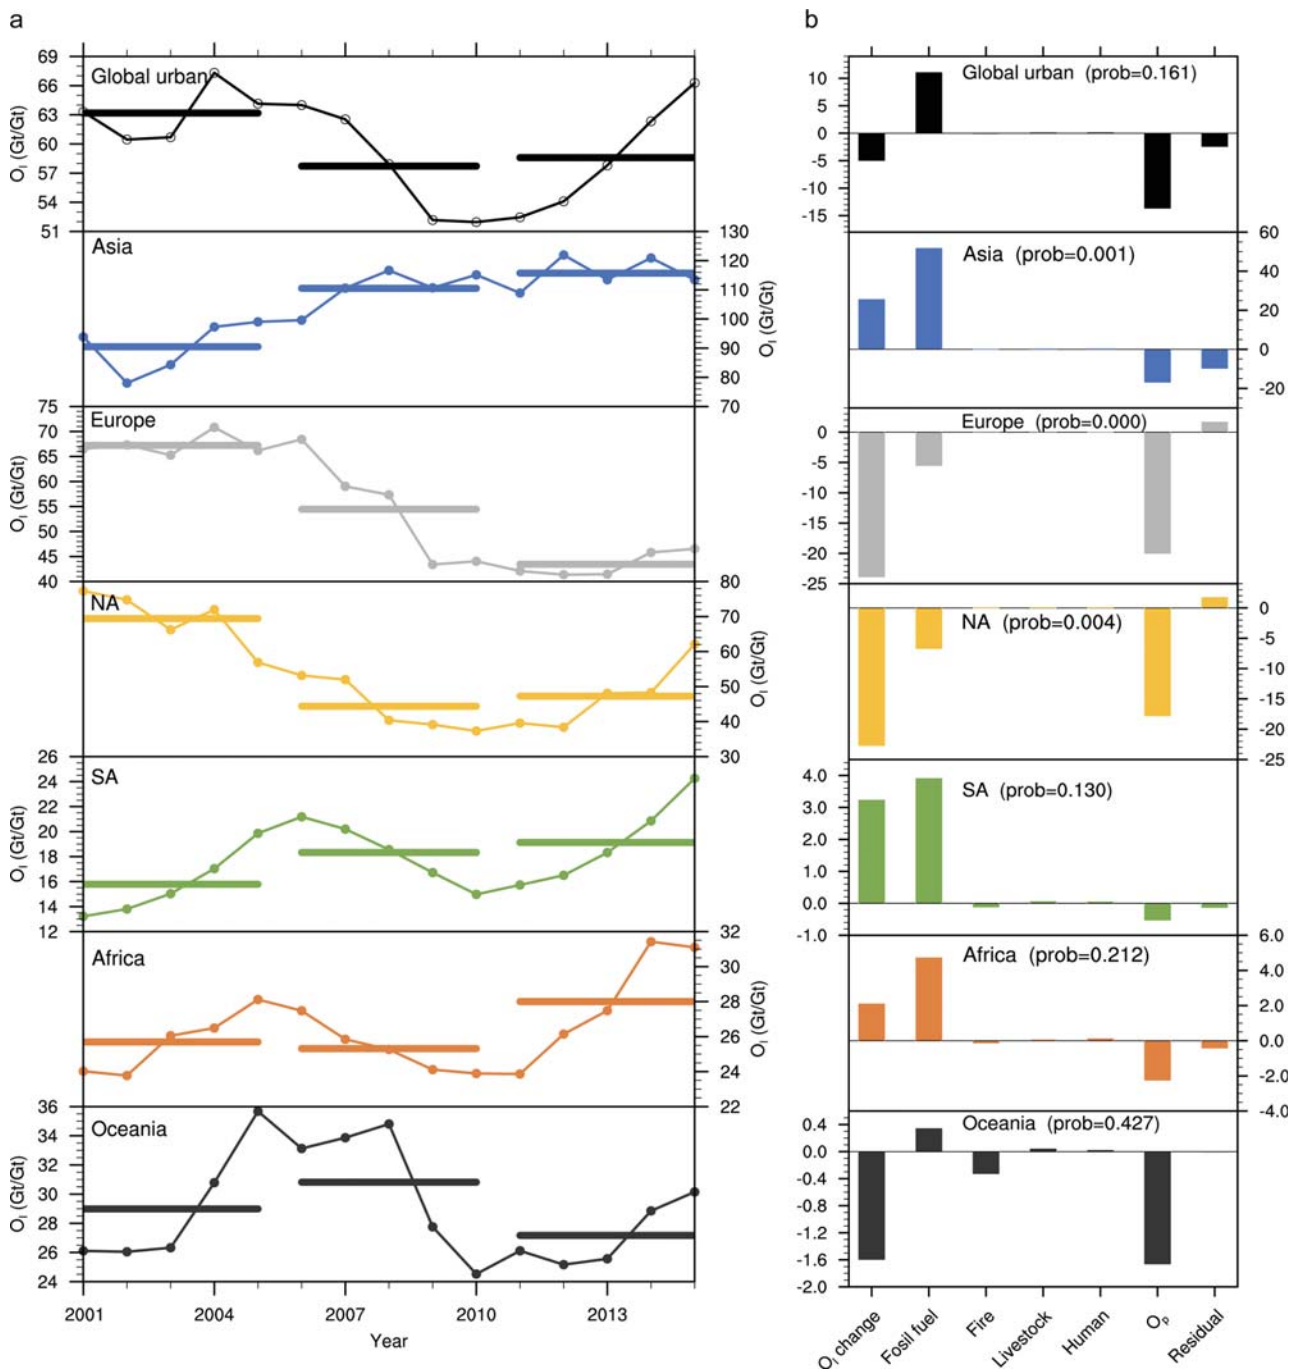 a
69
66
63
60
57
54
51
O_I (Gt/Gt)
Global urban
130
120
110
100
90
80
70
O_I (Gt/Gt)
Asia
75
70
65
60
55
50
45
40
O_I (Gt/Gt)
Europe
80
70
60
50
40
30
O_I (Gt/Gt)
NA
26
24
22
20
18
16
14
12
O_I (Gt/Gt)
SA
32
30
28
26
24
22
O_I (Gt/Gt)
Africa
36
34
32
30
28
26
24
O_I (Gt/Gt)
Oceania
2001 2004 2007 2010 2013
Year
b
10
5
0
-5
-10
-15
Global urban (prob=0.161)
60
40
20
0
-20
Asia (prob=0.001)
0
-5
-10
-15
-20
-25
Europe (prob=0.000)
0
-5
-10
-15
-20
-25
NA (prob=0.004)
4.0
3.0
2.0
1.0
0.0
-1.0
SA (prob=0.130)
6.0
4.0
2.0
0.0
-2.0
-4.0
Africa (prob=0.212)
0.4
0.0
-0.4
-0.8
-1.2
-1.6
-2.0
Oceania (prob=0.427)
O_I change
Fosil fuel
Fire
Livestock
Human
O_P
Residual